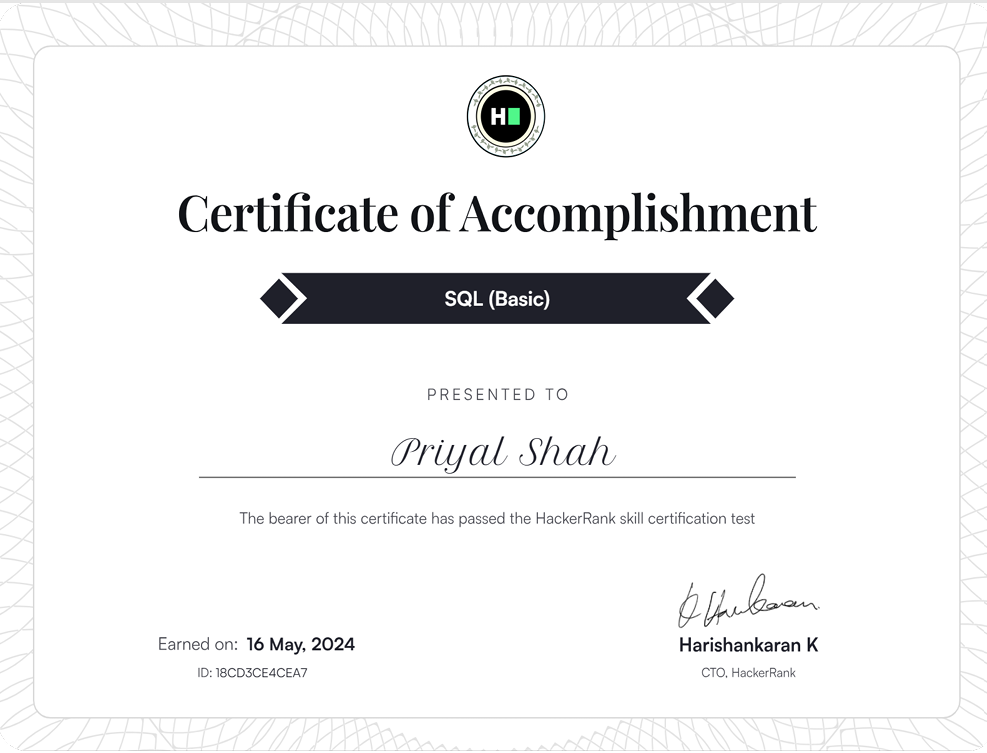 H
Certificate of Accomplishment
SQL (Basic)
PRESENTED TO
Priyal Shah
The bearer of this certificate has passed the HackerRank skill certification test
Earned on: 16 May, 2024
ID: 18CD3CE4CEA7
Harishankaran K
CTO, HackerRank